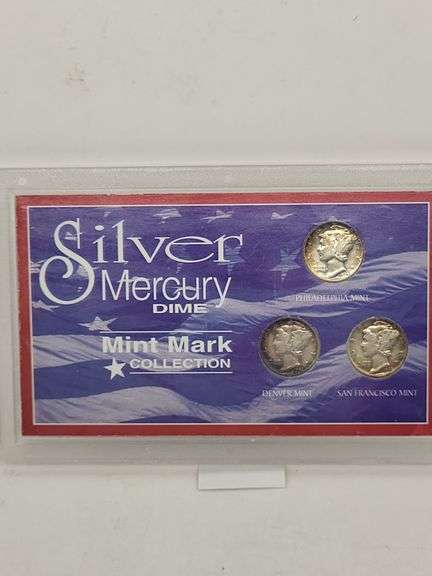 Silver
Mercury
DIME
Mint Mark
COLLECTION
PHILADELPHIA MINT
DENVER MINT
SAN FRANCISCO MINT